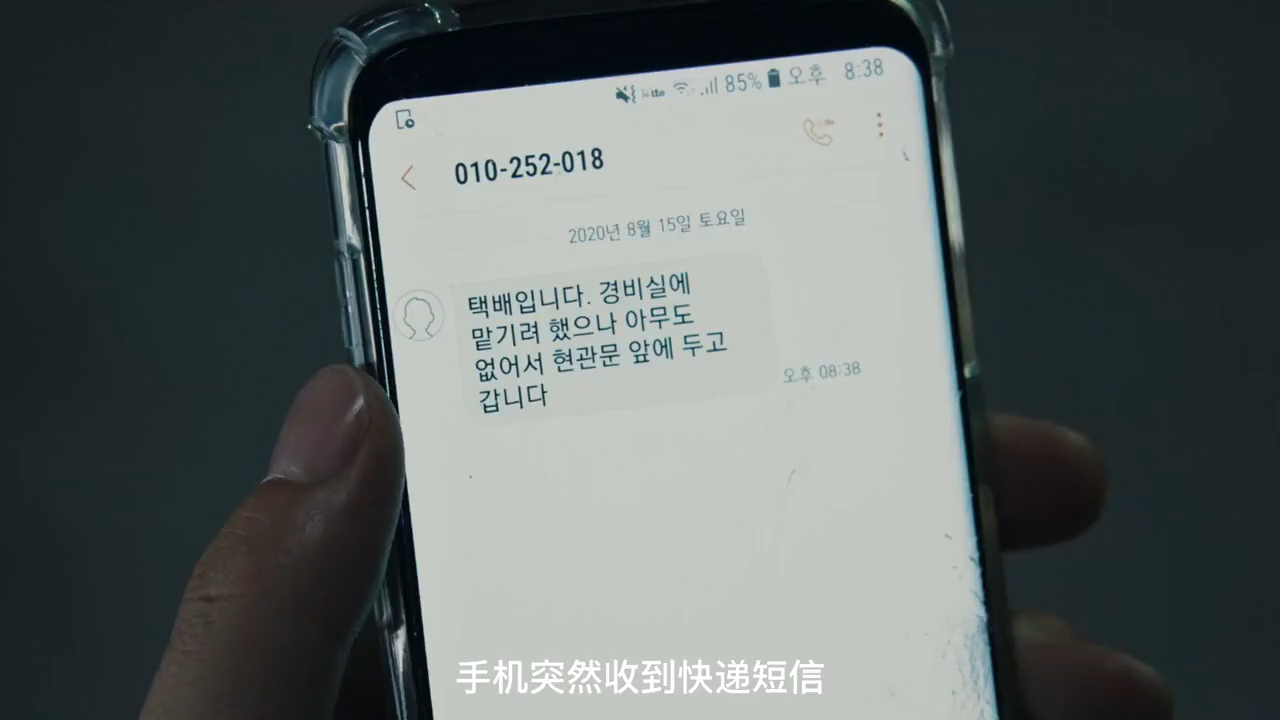 85% 오후 8:38
010-252-018
2020년 8월 15일 토요일
택배입니다. 경비실에
맡기려 했으나 아무도
없어서 현관문 앞에 두고
갑니다
오후 08:38
手机突然收到快递短信